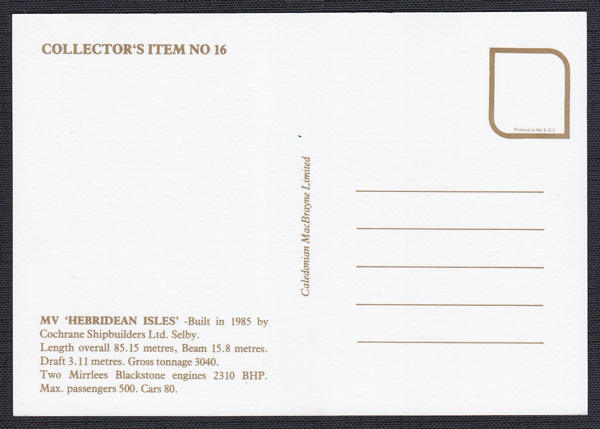 COLLECTOR'S ITEM NO 16
Printed in the E.E.C
Caledonian MacBrayne Limited
MV 'HEBRIDEAN ISLES' -Built in 1985 by
Cochrane Shipbuilders Ltd. Selby.
Length overall 85.15 metres, Beam 15.8 metres.
Draft 3.11 metres. Gross tonnage 3040.
Two Mirrlees Blackstone engines 2310 BHP.
Max. passengers 500. Cars 80.